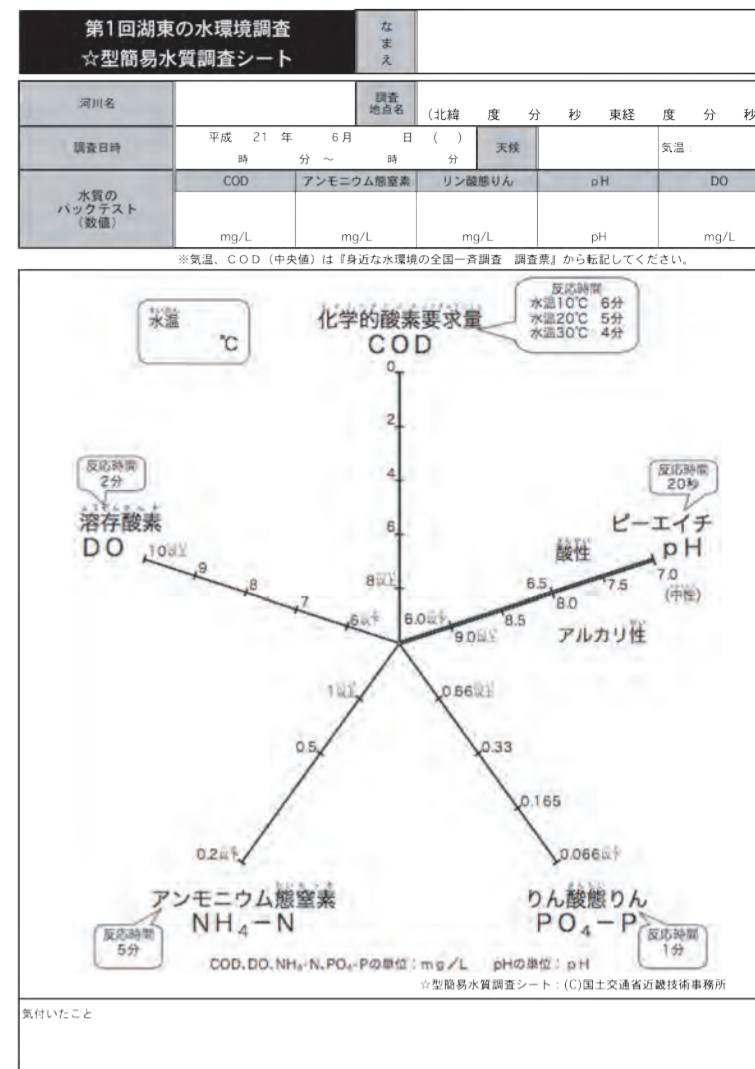 第1回湖東の水環境調査
☆型簡易水質調査シート
なまえ
河川名
調査地点名
(北緯 度 分 秒 東経 度 分 秒
調査日時
平成 21 年 6月 日 ( )
時 分 ～ 時 分
天候
気温:
水質の
パックテスト
(数値)
COD
アンモニウム態窒素
リン酸態りん
pH
DO
mg/L
mg/L
mg/L
pH
mg/L
※気温、COD（中央値）は『身近な水環境の全国一斉調査 調査票』から転記してください。
水温
℃
化学的酸素要求量
COD
反応時間
水温10℃ 6分
水温20℃ 5分
水温30℃ 4分
0
2
4
6
8以上
反応時間
2分
溶存酸素
DO
10以上
9
8
7
6以下
反応時間
20秒
ピーエイチ
pH
酸性
6.0以下
6.5
7.5
7.0
(中性)
9.0以上
8.5
8.0
アルカリ性
1以上
0.5
0.2以下
0.66以上
0.33
0.165
0.066以下
アンモニウム態窒素
NH₄－N
反応時間
5分
りん酸態りん
PO₄－P
反応時間
1分
COD、DO、NH₄-N、PO₄-Pの単位：mg／L pHの単位：pH
☆型簡易水質調査シート：(C)国土交通省近畿技術事務所
気付いたこと